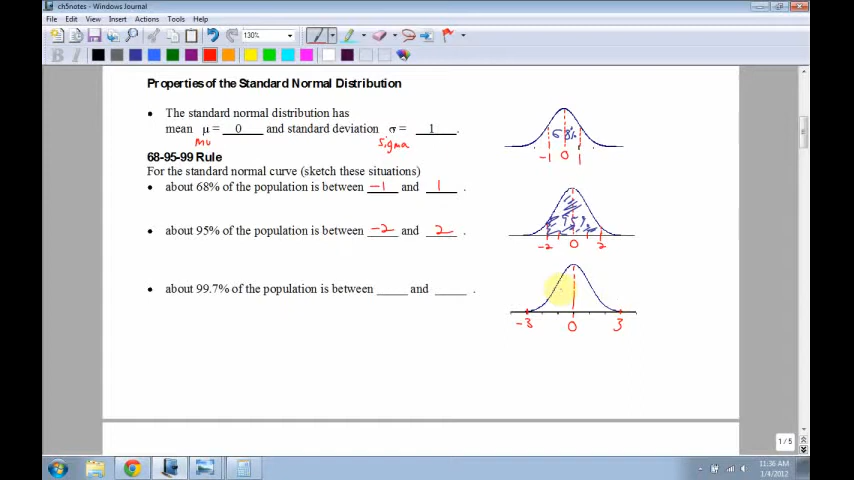 ch5notes - Windows Journal
File Edit View Insert Actions Tools Help
130%
B I
Properties of the Standard Normal Distribution
• The standard normal distribution has
mean μ = 0 and standard deviation σ = 1.
mu sigma
68%
-1 0 1
68-95-99 Rule
For the standard normal curve (sketch these situations)
• about 68% of the population is between -1 and 1.
• about 95% of the population is between -2 and 2.
95%
-2 0 2
• about 99.7% of the population is between _____ and _____.
-3 0 3
1 / 5
11:36 AM
1/4/2012